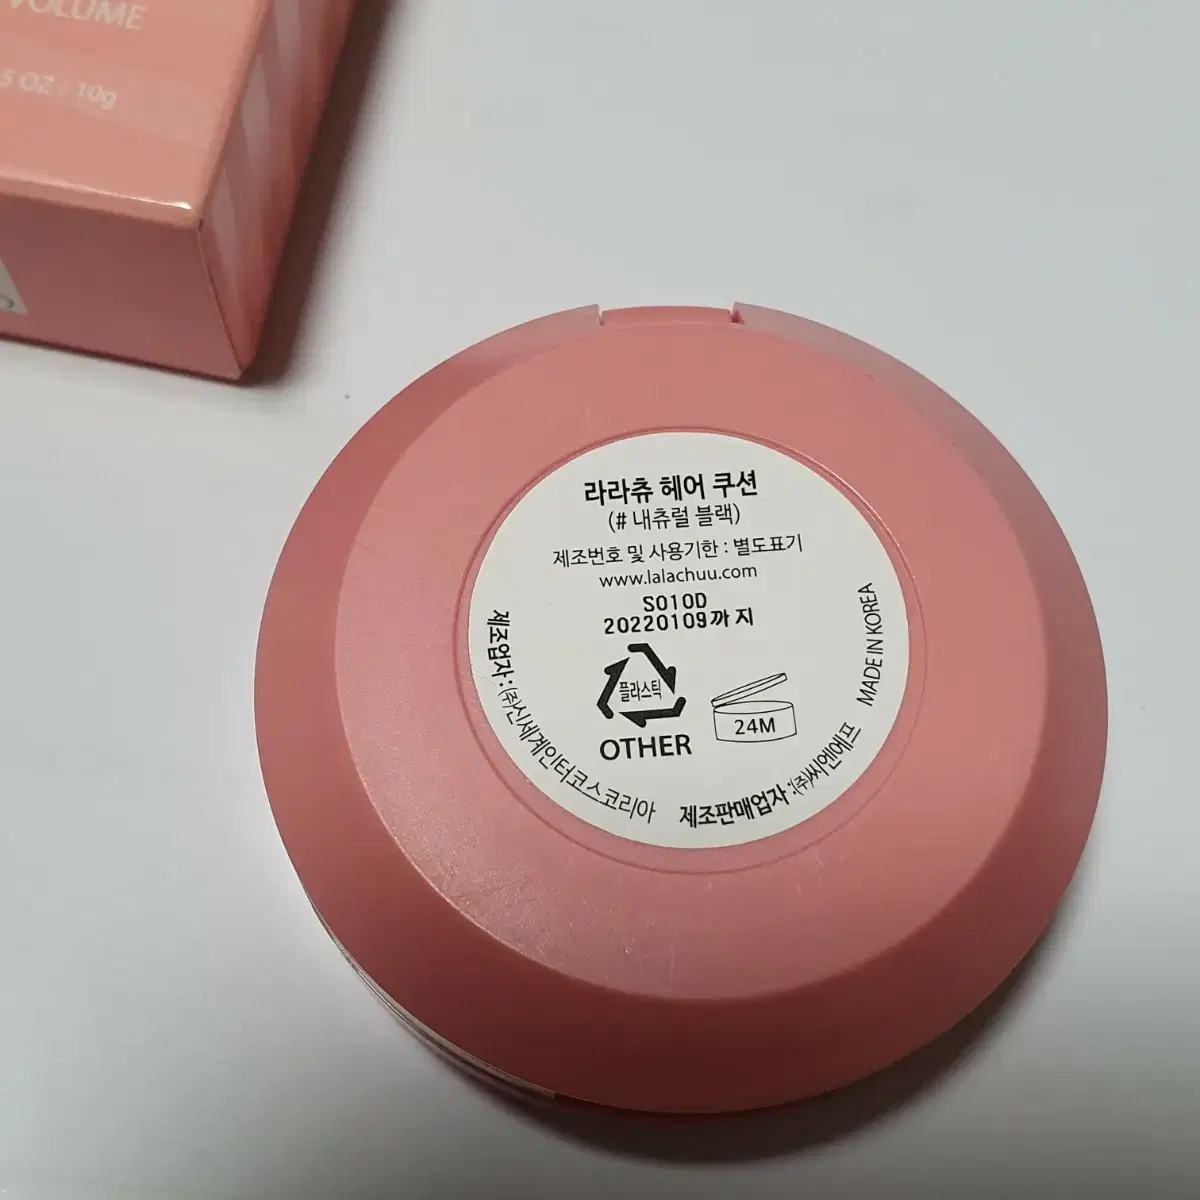 VOLUME
5 OZ / 10g
라라츄 헤어 쿠션
(# 내츄럴 블랙)
제조번호 및 사용기한 : 별도표기
www.lalachuu.com
S010D
20220109까지
플라스틱
OTHER
24M
제조업자 : (주)신세계인터코스코리아
제조판매업자 : (주)씨엔에프
MADE IN KOREA